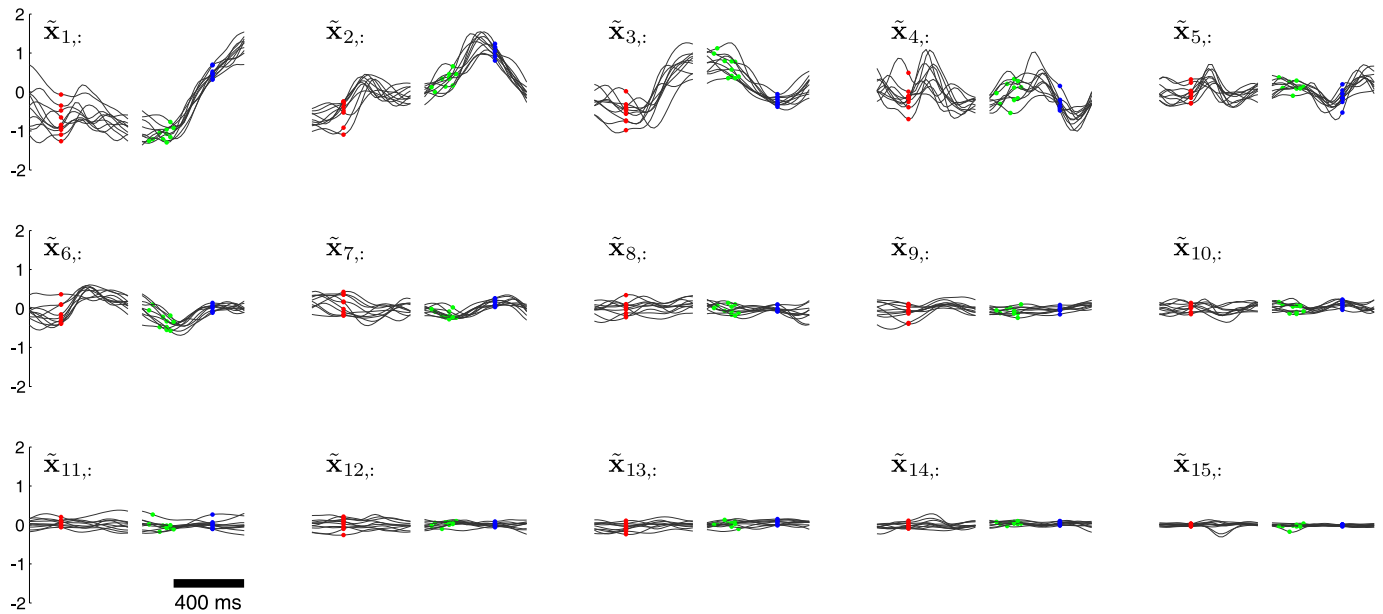 2
1
0
-1
-2
x̃1,:
x̃2,:
x̃3,:
x̃4,:
x̃5,:
2
1
0
-1
-2
x̃6,:
x̃7,:
x̃8,:
x̃9,:
x̃10,:
2
1
0
-1
-2
x̃11,:
x̃12,:
x̃13,:
x̃14,:
x̃15,:
400 ms